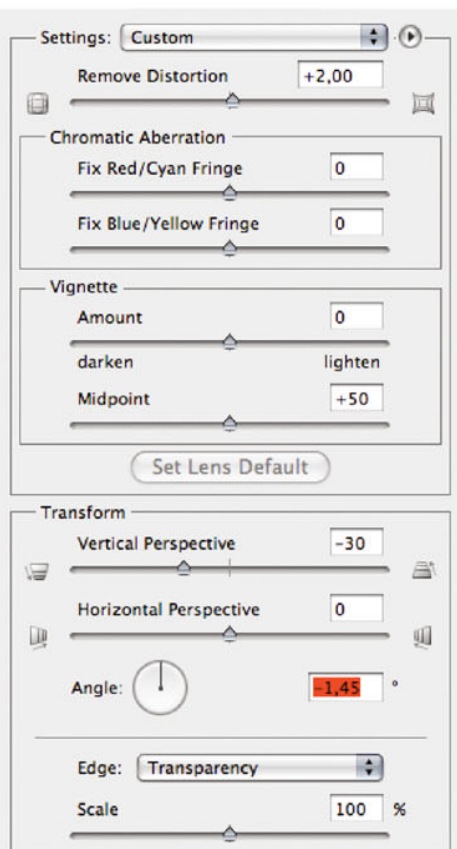 Settings: Custom
Remove Distortion +2,00
Chromatic Aberration
Fix Red/Cyan Fringe 0
Fix Blue/Yellow Fringe 0
Vignette
Amount 0
darken lighten
Midpoint +50
Set Lens Default
Transform
Vertical Perspective -30
Horizontal Perspective 0
Angle: -1,45 °
Edge: Transparency
Scale 100 %